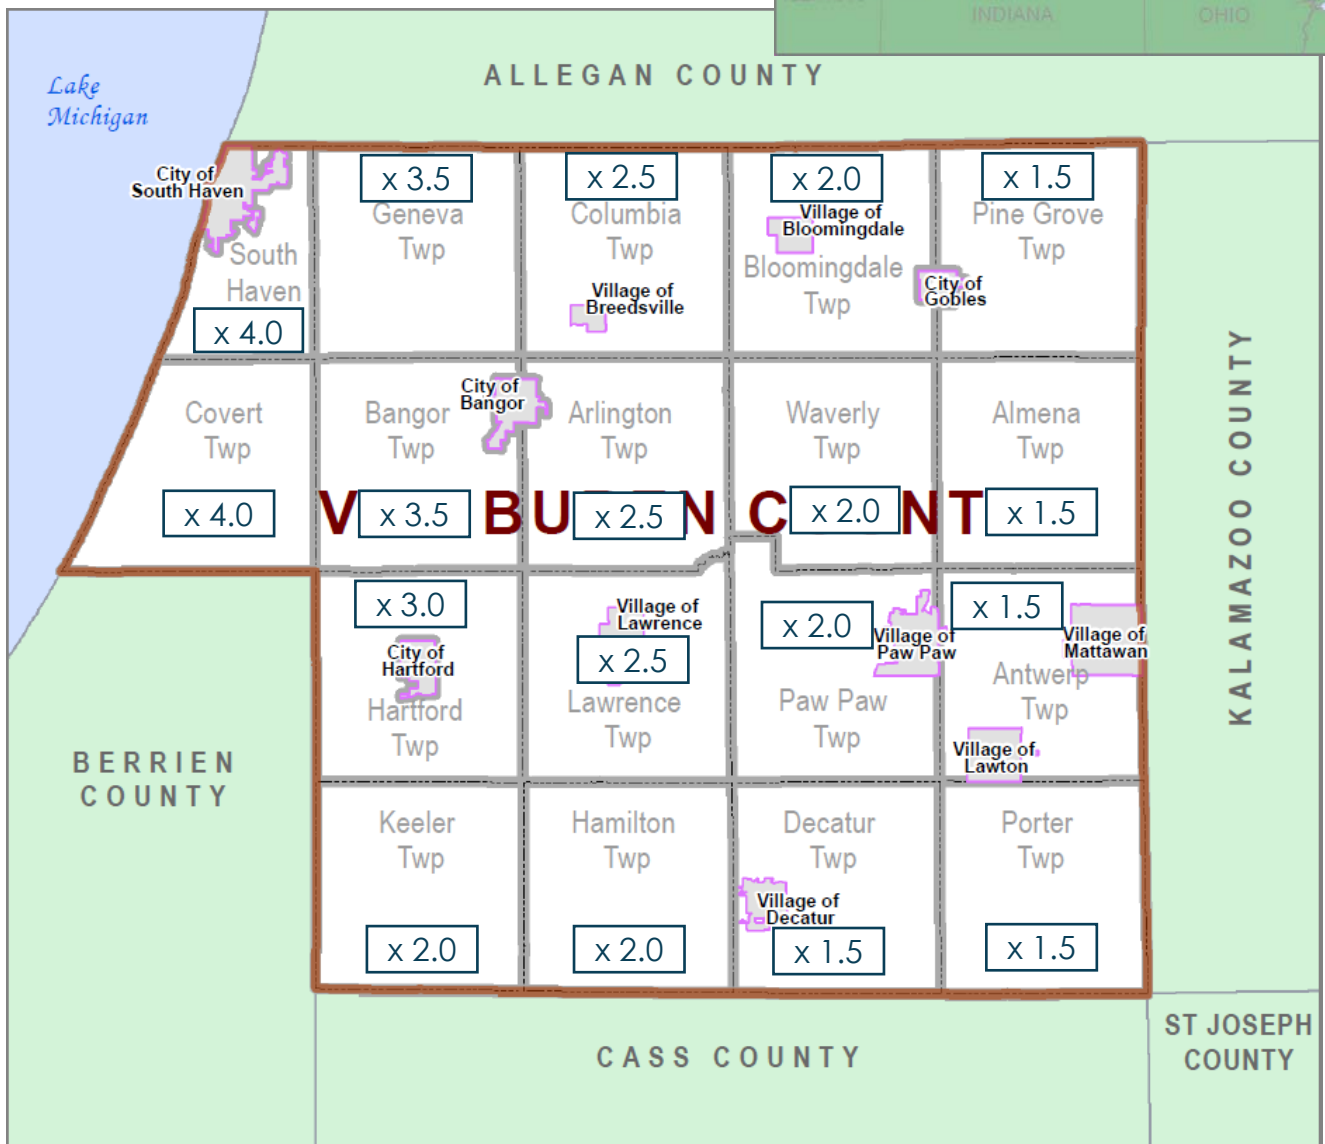 INDIANA
OHIO
ALLEGAN COUNTY
Lake
Michigan
City of
South Haven
x 3.5
Geneva
Twp
x 2.5
Columbia
Twp
x 2.0
Village of
Bloomingdale
Bloomingdale
Twp
x 1.5
Pine Grove
Twp
South
Haven
x 4.0
Village of
Breedsville
City of
Gobles
Covert
Twp
x 4.0
Bangor
Twp
City of
Bangor
x 3.5
Arlington
Twp
x 2.5
Waverly
Twp
x 2.0
Almena
Twp
x 1.5
V BU N C NT
KALAMAZOO COUNTY
x 3.0
City of
Hartford
Hartford
Twp
Village of
Lawrence
x 2.5
Lawrence
Twp
x 2.0
Village of
Paw Paw
Paw Paw
Twp
x 1.5
Village of
Mattawan
Antwerp
Twp
Village of
Lawton
BERRIEN
COUNTY
Keeler
Twp
x 2.0
Hamilton
Twp
x 2.0
Decatur
Twp
Village of
Decatur
x 1.5
Porter
Twp
x 1.5
CASS COUNTY
ST JOSEPH
COUNTY